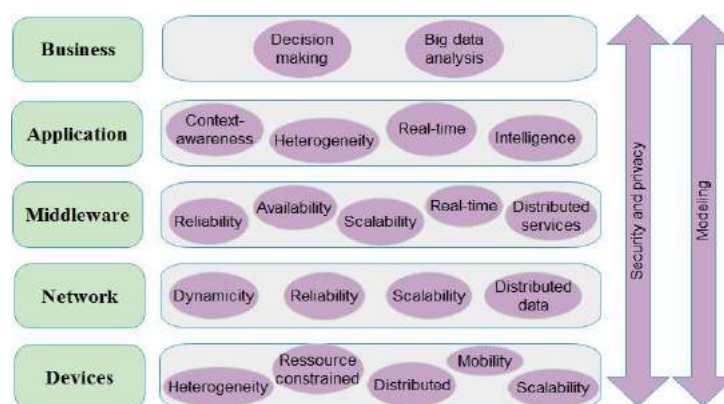 Business
Decision
making
Big data
analysis
Application
Context-
awareness
Heterogeneity
Real-time
Intelligence
Middleware
Reliability
Availability
Scalability
Real-time
Distributed
services
Network
Dynamicity
Reliability
Scalability
Distributed
data
Devices
Heterogeneity
Ressource
constrained
Distributed
Mobility
Scalability
Security and privacy
Modeling